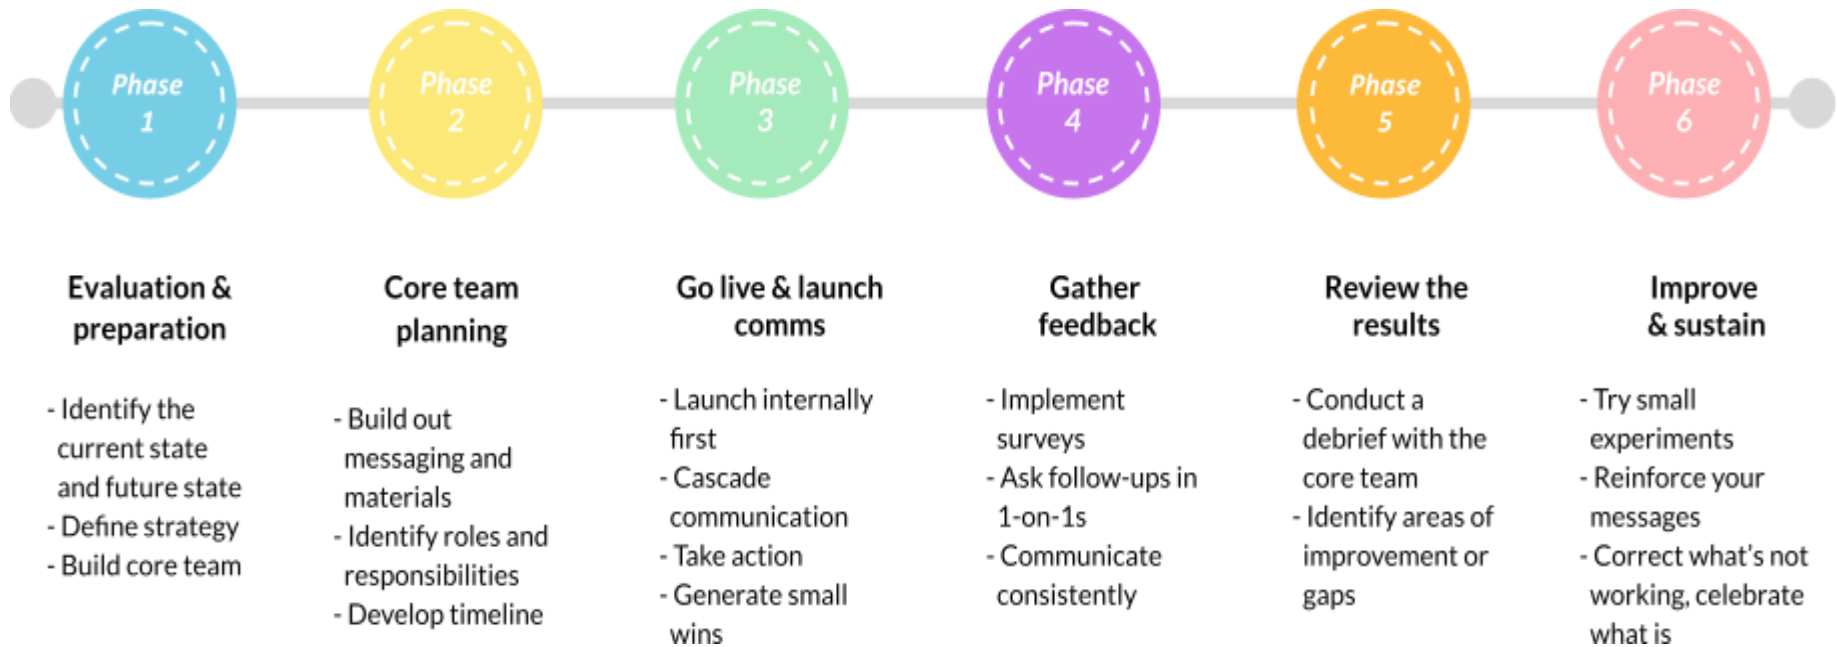 Phase
1
Phase
2
Phase
3
Phase
4
Phase
5
Phase
6
Evaluation &
preparation
- Identify the
current state
and future state
- Define strategy
- Build core team
Core team
planning
- Build out
messaging and
materials
- Identify roles and
responsibilities
- Develop timeline
Go live & launch
comms
- Launch internally
first
- Cascade
communication
- Take action
- Generate small
wins
Gather
feedback
- Implement
surveys
- Ask follow-ups in
1-on-1s
- Communicate
consistently
Review the
results
- Conduct a
debrief with the
core team
- Identify areas of
improvement or
gaps
Improve
& sustain
- Try small
experiments
- Reinforce your
messages
- Correct what's not
working, celebrate
what is